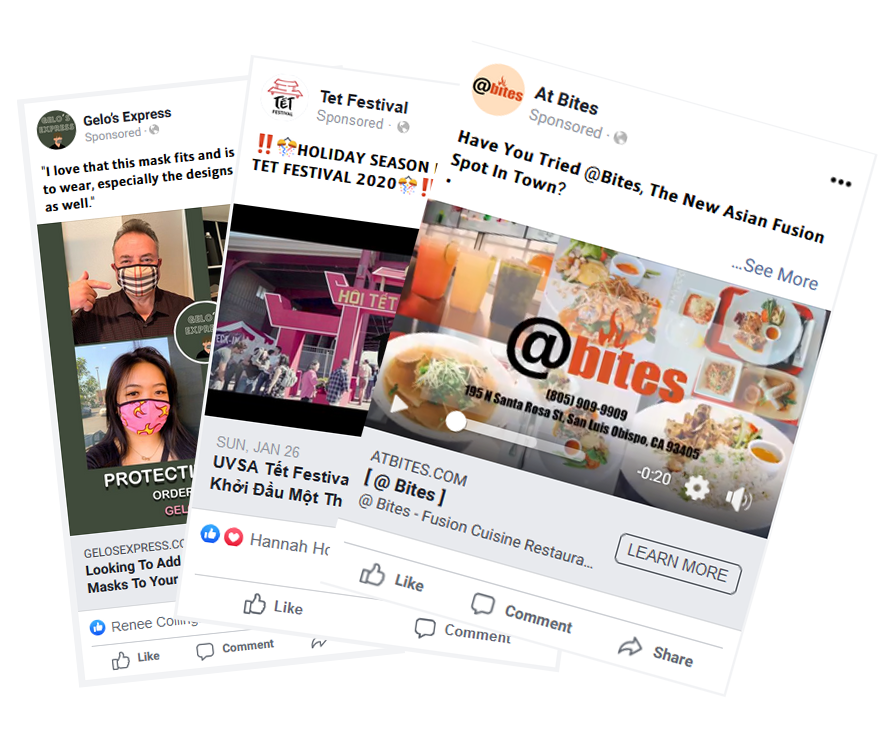 GELO'S
EXPRESS
Gelo's Express
Sponsored ·
"I love that this mask fits and is
to wear, especially the designs
as well."
GELO'S
EXPRE
PROTECTI
ORDER
GEL
GELOSEXPRESS.CO
Looking To Add
Masks To Your
Renee Collins
Like
Comment
TẾT
FESTIVAL
Tet Festival
Sponsored ·
‼️🎊HOLIDAY SEASON
TET FESTIVAL 2020🎊‼
HỘI TẾT
CHECK-IN
SUN, JAN 26
UVSA Tết Festiva
Khởi Đầu Một Th
Hannah Ho
Like
Comment
@bites
At Bites
Sponsored ·
Have You Tried @Bites, The New Asian Fusion
Spot In Town?
.
...See More
@bites
(805) 909-9909
195 N Santa Rosa St, San Luis Obispo, CA 93405
-0:20
ATBITES.COM
[ @ Bites ]
@ Bites - Fusion Cuisine Restaura...
LEARN MORE
Like
Comment
Share